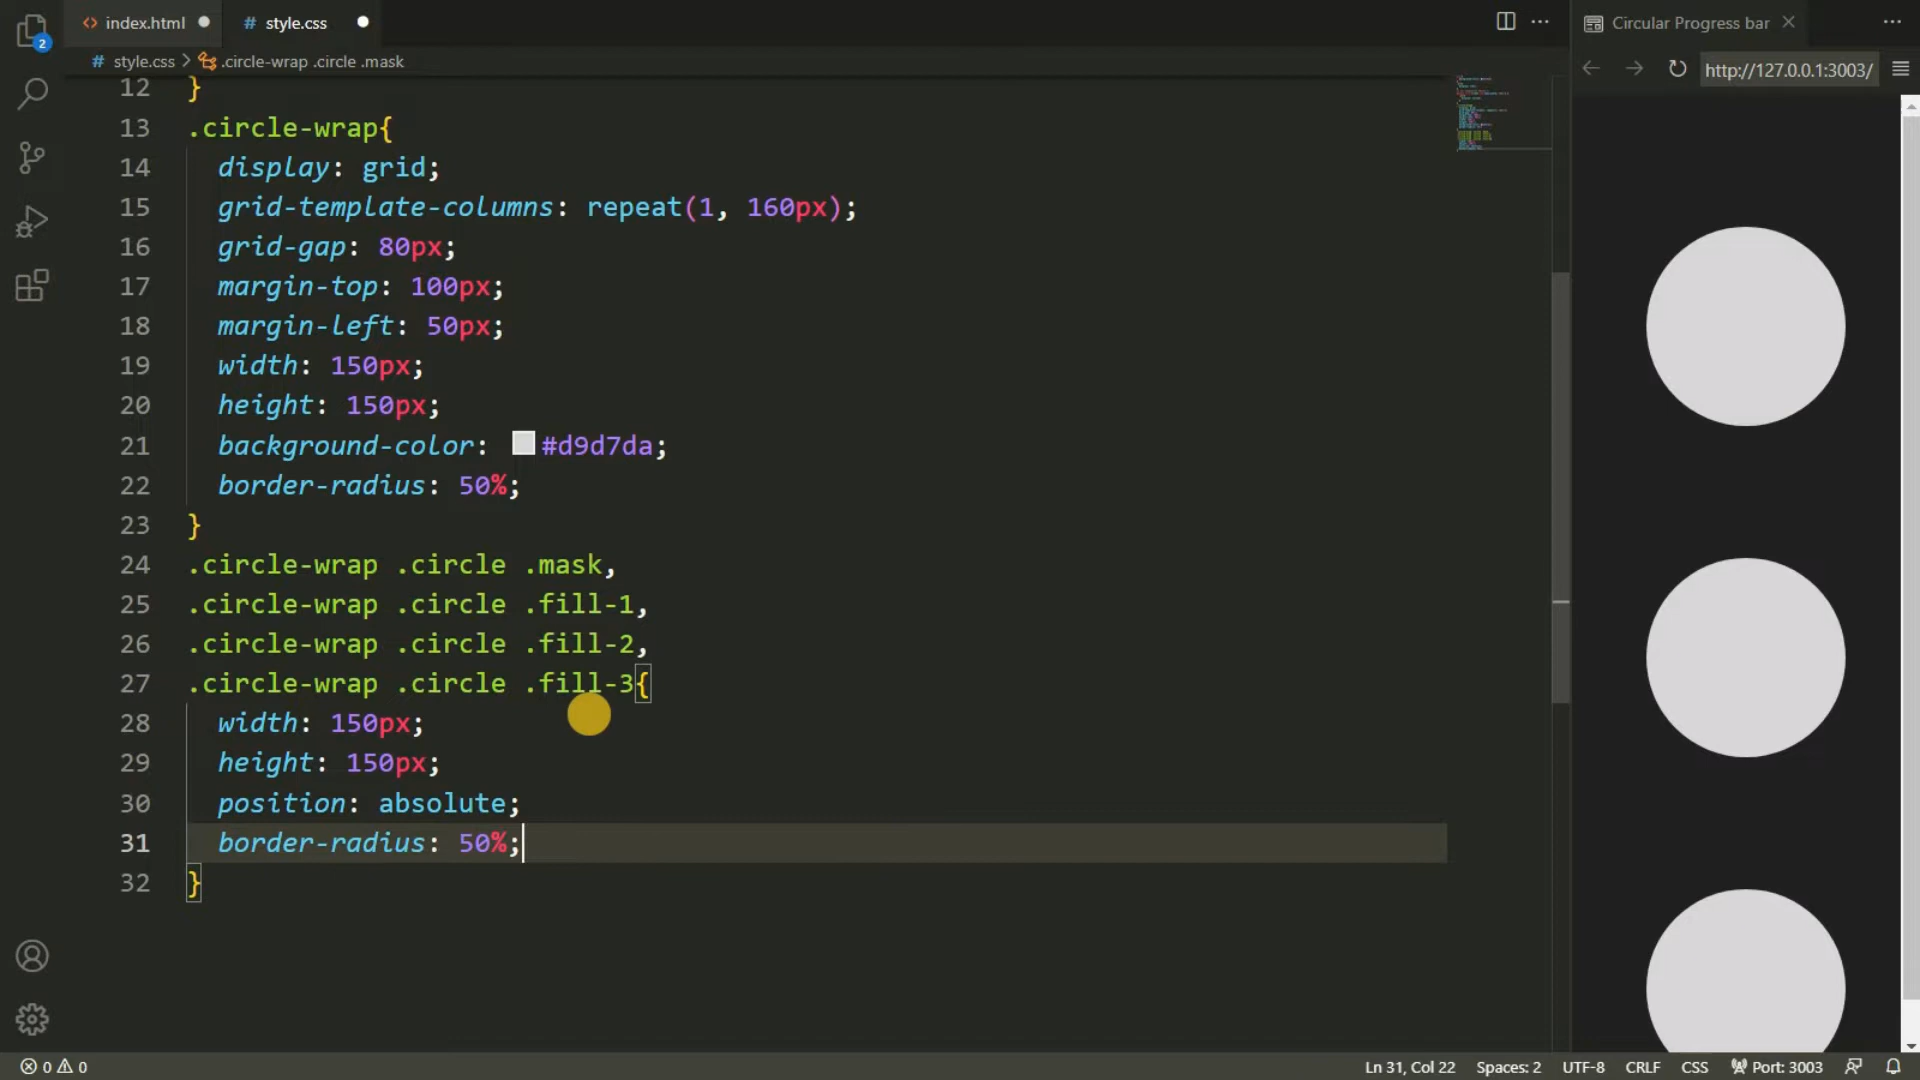 index.html
# style.css
Circular Progress bar
2
# style.css > .circle-wrap .circle .mask
http://127.0.0.1:3003/
12 }
13 .circle-wrap{
14 display: grid;
15 grid-template-columns: repeat(1, 160px);
16 grid-gap: 80px;
17 margin-top: 100px;
18 margin-left: 50px;
19 width: 150px;
20 height: 150px;
21 background-color: #d9d7da;
22 border-radius: 50%;
23 }
24 .circle-wrap .circle .mask,
25 .circle-wrap .circle .fill-1,
26 .circle-wrap .circle .fill-2,
27 .circle-wrap .circle .fill-3{
28 width: 150px;
29 height: 150px;
30 position: absolute;
31 border-radius: 50%;
32 }
0 0 Ln 31, Col 22 Spaces: 2 UTF-8 CRLF CSS Port: 3003